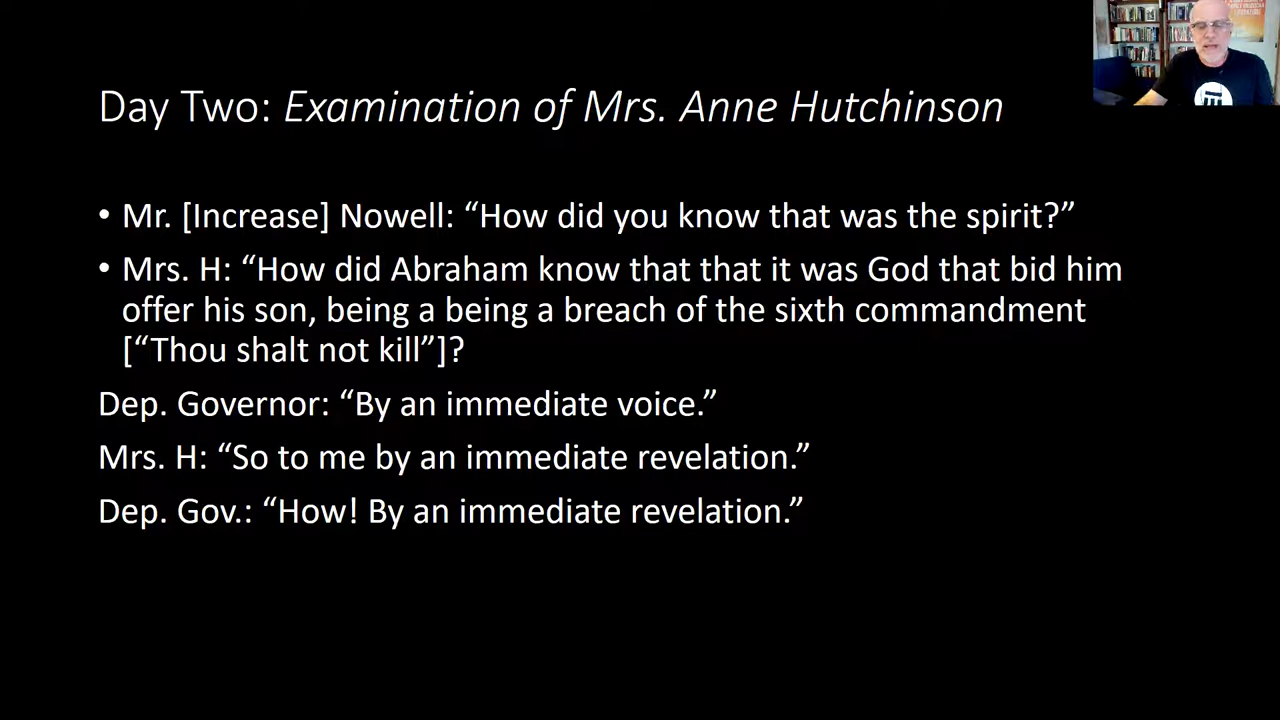 Day Two: Examination of Mrs. Anne Hutchinson
• Mr. [Increase] Nowell: “How did you know that was the spirit?”
• Mrs. H: “How did Abraham know that that it was God that bid him
offer his son, being a being a breach of the sixth commandment
[“Thou shalt not kill”]?
Dep. Governor: “By an immediate voice.”
Mrs. H: “So to me by an immediate revelation.”
Dep. Gov.: “How! By an immediate revelation.”